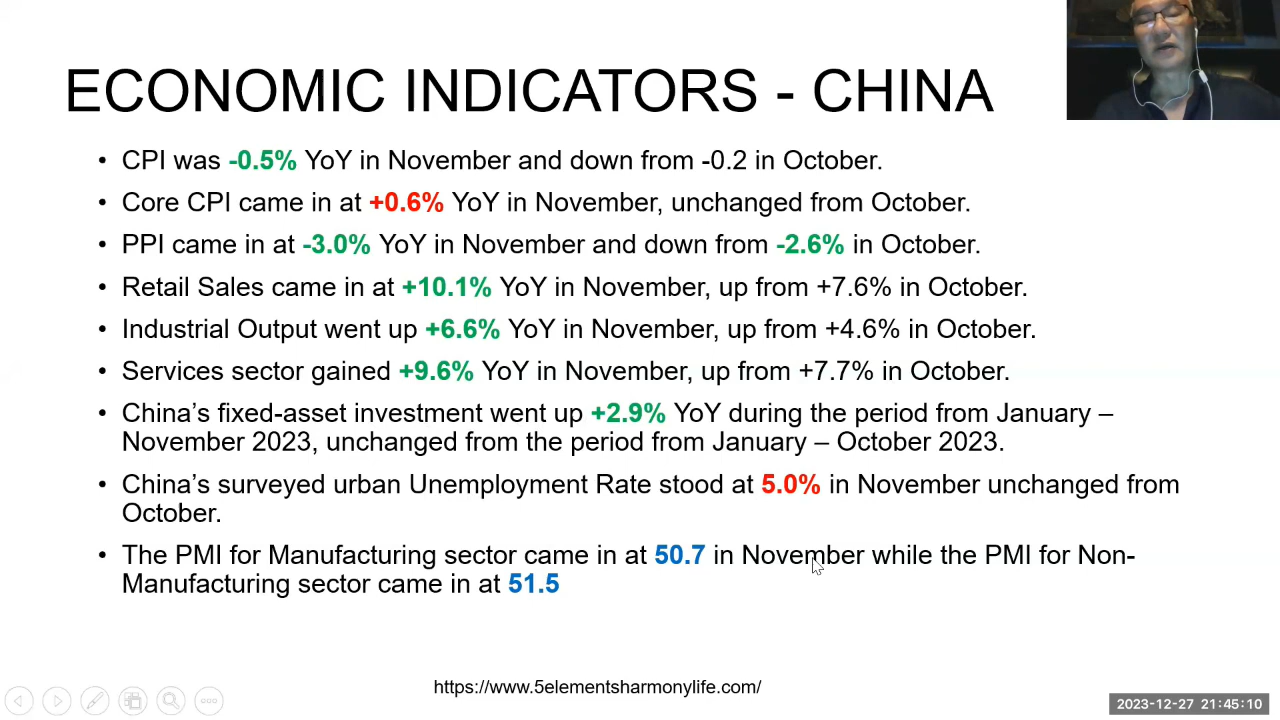 ECONOMIC INDICATORS - CHINA
• CPI was -0.5% YoY in November and down from -0.2 in October.
• Core CPI came in at +0.6% YoY in November, unchanged from October.
• PPI came in at -3.0% YoY in November and down from -2.6% in October.
• Retail Sales came in at +10.1% YoY in November, up from +7.6% in October.
• Industrial Output went up +6.6% YoY in November, up from +4.6% in October.
• Services sector gained +9.6% YoY in November, up from +7.7% in October.
• China’s fixed-asset investment went up +2.9% YoY during the period from January –
November 2023, unchanged from the period from January – October 2023.
• China’s surveyed urban Unemployment Rate stood at 5.0% in November unchanged from
October.
• The PMI for Manufacturing sector came in at 50.7 in November while the PMI for Non-
Manufacturing sector came in at 51.5
https://www.5elementsharmonylife.com/
2023-12-27 21:45:10